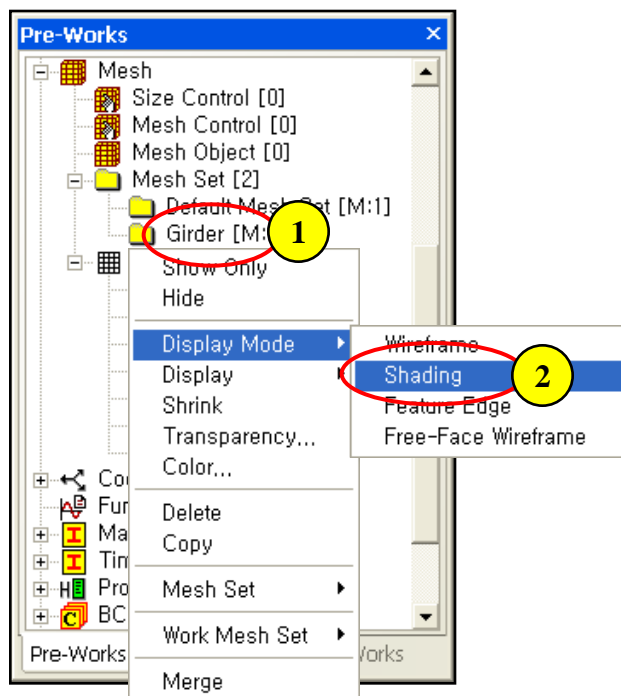 Pre-Works
Mesh
Size Control [0]
Mesh Control [0]
Mesh Object [0]
Mesh Set [2]
Default Mesh Set [M:1]
Girder [M:
1
Show Only
Hide
Display Mode
Wireframe
Display
Shading
2
Shrink
Feature Edge
Transparency...
Free-Face Wireframe
Color...
Delete
Copy
Mesh Set
Work Mesh Set
Merge
Pro
BC
Pre-Works